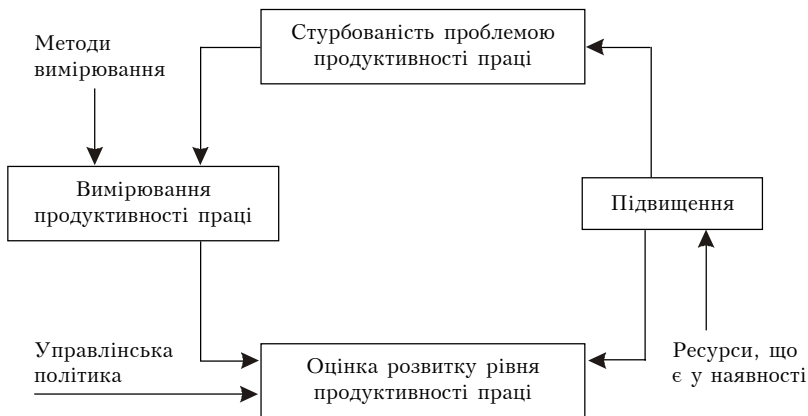 Стурбованість проблемою
продуктивності праці
Методи
вимірювання
Вимірювання
продуктивності праці
Підвищення
Управлінська
політика
Оцінка розвитку рівня
продуктивності праці
Ресурси, що
є у наявності